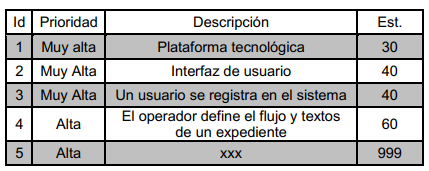 Id Prioridad Descripción Est.
1 Muy alta Plataforma tecnológica 30
2 Muy Alta Interfaz de usuario 40
3 Muy Alta Un usuario se registra en el sistema 40
4 Alta El operador define el flujo y textos de un expediente 60
5 Alta xxx 999